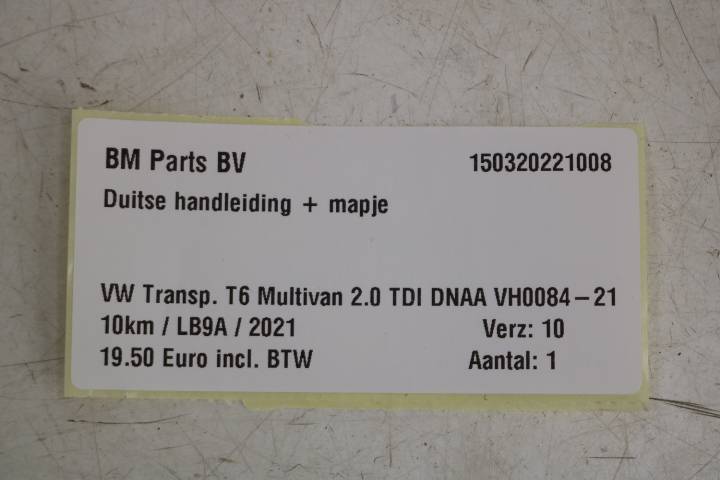 BM Parts BV 150320221008
Duitse handleiding + mapje
VW Transp. T6 Multivan 2.0 TDI DNAA VH0084-21
10km / LB9A / 2021 Verz: 10
19.50 Euro incl. BTW Aantal: 1